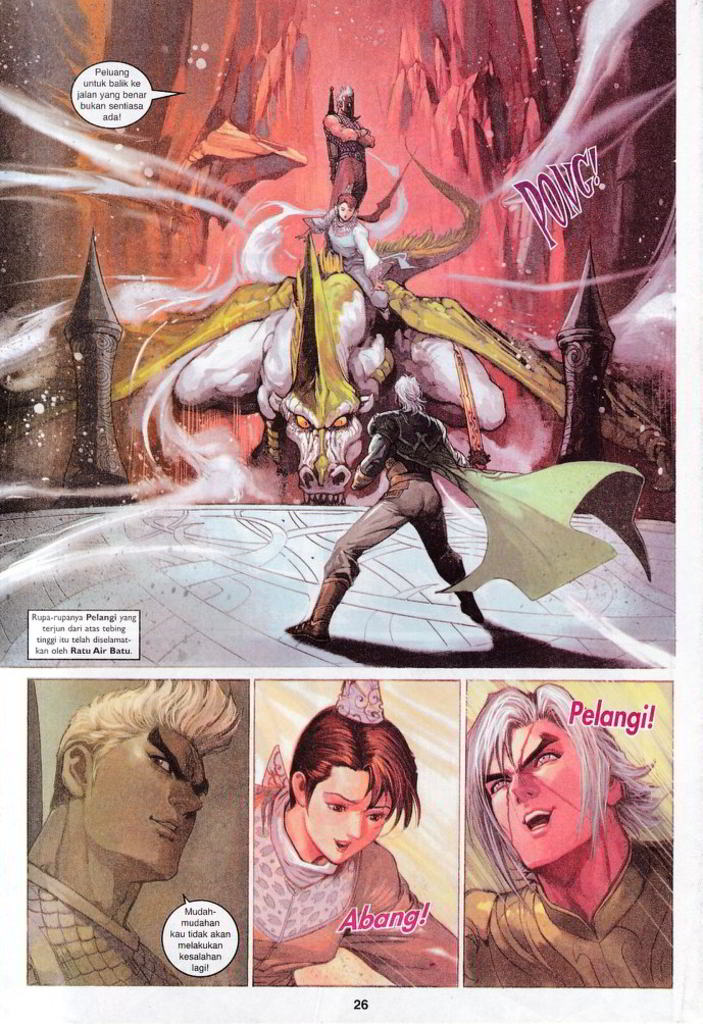 Peluang
untuk balik ke
jalan yang benar
bukan sentiasa
ada!
PONG!
Rupa-rupanya Pelangi yang
terjun dari atas tebing
tinggi itu telah diselamat-
kan oleh Ratu Air Batu.
Mudah-
mudahan
kau tidak akan
melakukan
kesalahan
lagi!
Abang!
Pelangi!
26